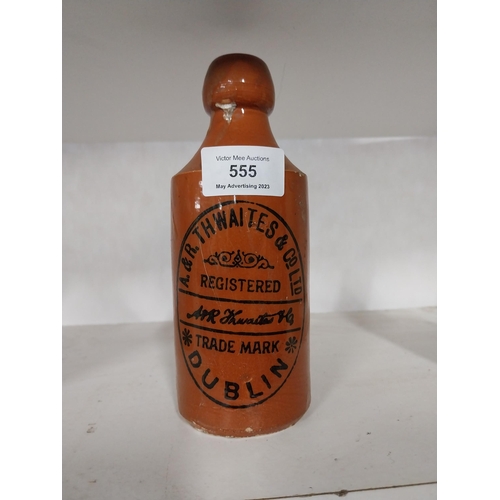 Victor Mee Auctions
555
May Advertising 2023
A. & R. THWAITES & CO LTD
REGISTERED
A & R Thwaites & Co
TRADE MARK
DUBLIN